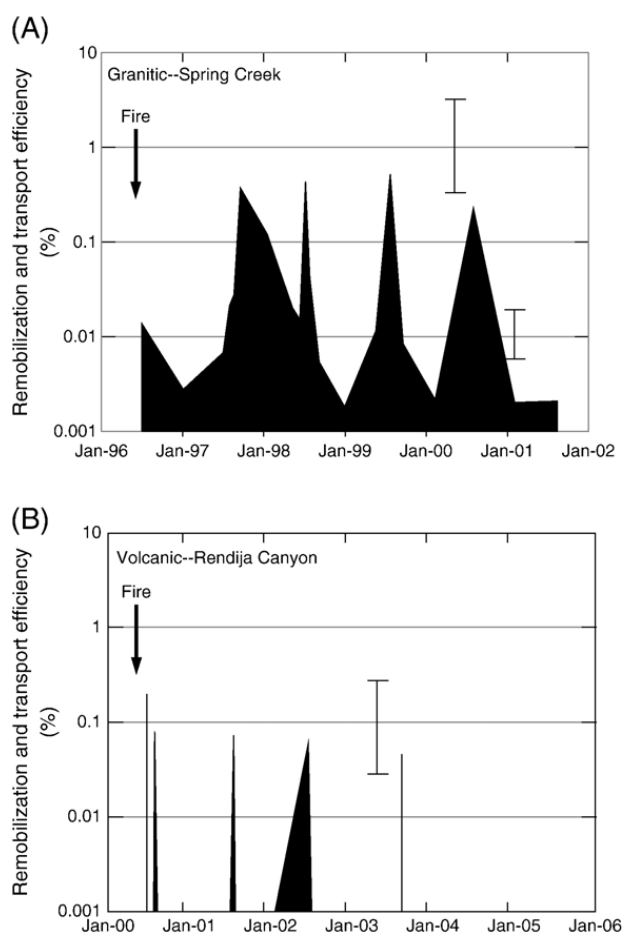 (A)
Remobilization and transport efficiency
(%)
10
1
0.1
0.01
0.001
Granitic--Spring Creek
Fire
Jan-96 Jan-97 Jan-98 Jan-99 Jan-00 Jan-01 Jan-02
(B)
Remobilization and transport efficiency
(%)
10
1
0.1
0.01
0.001
Volcanic--Rendija Canyon
Fire
Jan-00 Jan-01 Jan-02 Jan-03 Jan-04 Jan-05 Jan-06